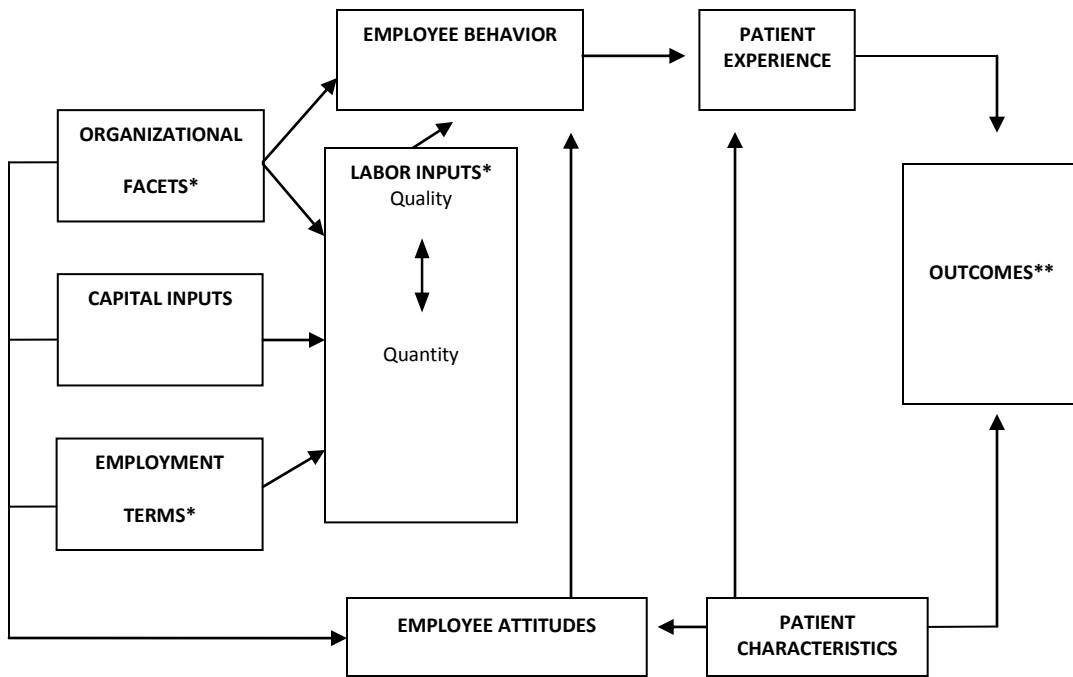 EMPLOYEE BEHAVIOR
PATIENT
EXPERIENCE
ORGANIZATIONAL
FACETS*
LABOR INPUTS*
Quality
Quantity
CAPITAL INPUTS
OUTCOMES**
EMPLOYMENT
TERMS*
EMPLOYEE ATTITUDES
PATIENT
CHARACTERISTICS